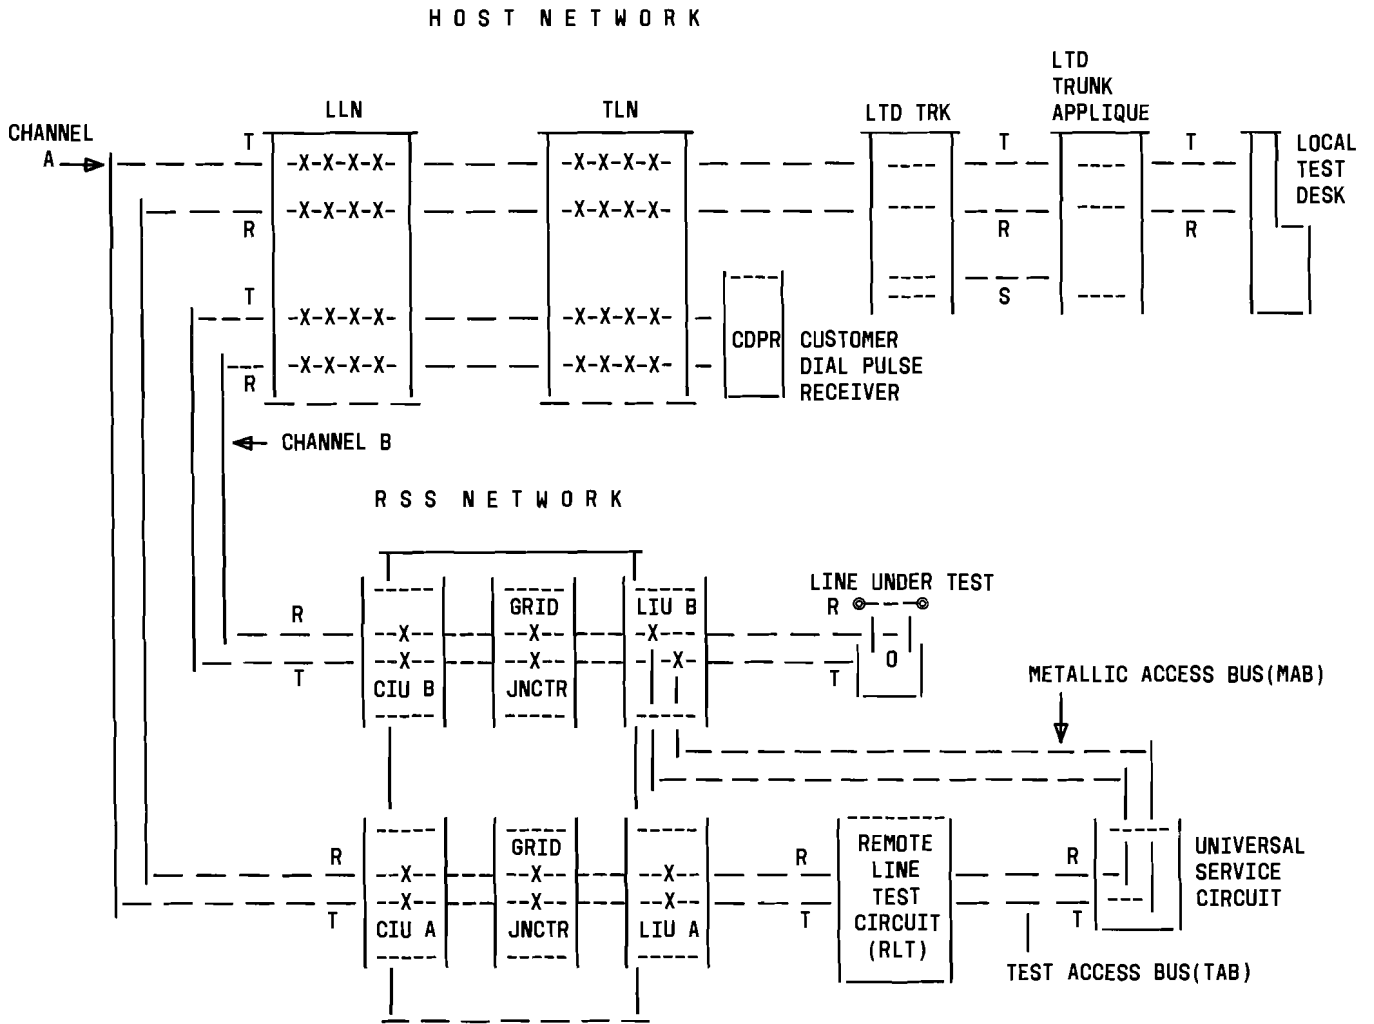 HOST NETWORK
LTD
TRUNK
APPLIQUE
LLN
TLN
LTD TRK
CHANNEL
A
T
-X-X-X-X-
-X-X-X-X-
T
T
LOCAL
TEST
DESK
R
-X-X-X-X-
-X-X-X-X-
R
R
S
T
-X-X-X-X-
-X-X-X-X-
R
-X-X-X-X-
-X-X-X-X-
CDPR
CUSTOMER
DIAL PULSE
RECEIVER
CHANNEL B
RSS NETWORK
LINE UNDER TEST
GRID
LIU B
R
R
--X--
--X--
-X---
T
--X--
--X--
--X-
T
O
CIU B
JNCTR
METALLIC ACCESS BUS(MAB)
GRID
REMOTE
LINE
TEST
CIRCUIT
(RLT)
UNIVERSAL
SERVICE
CIRCUIT
R
--X--
--X--
--X--
R
R
T
--X--
--X--
--X--
T
T
CIU A
JNCTR
LIU A
TEST ACCESS BUS(TAB)